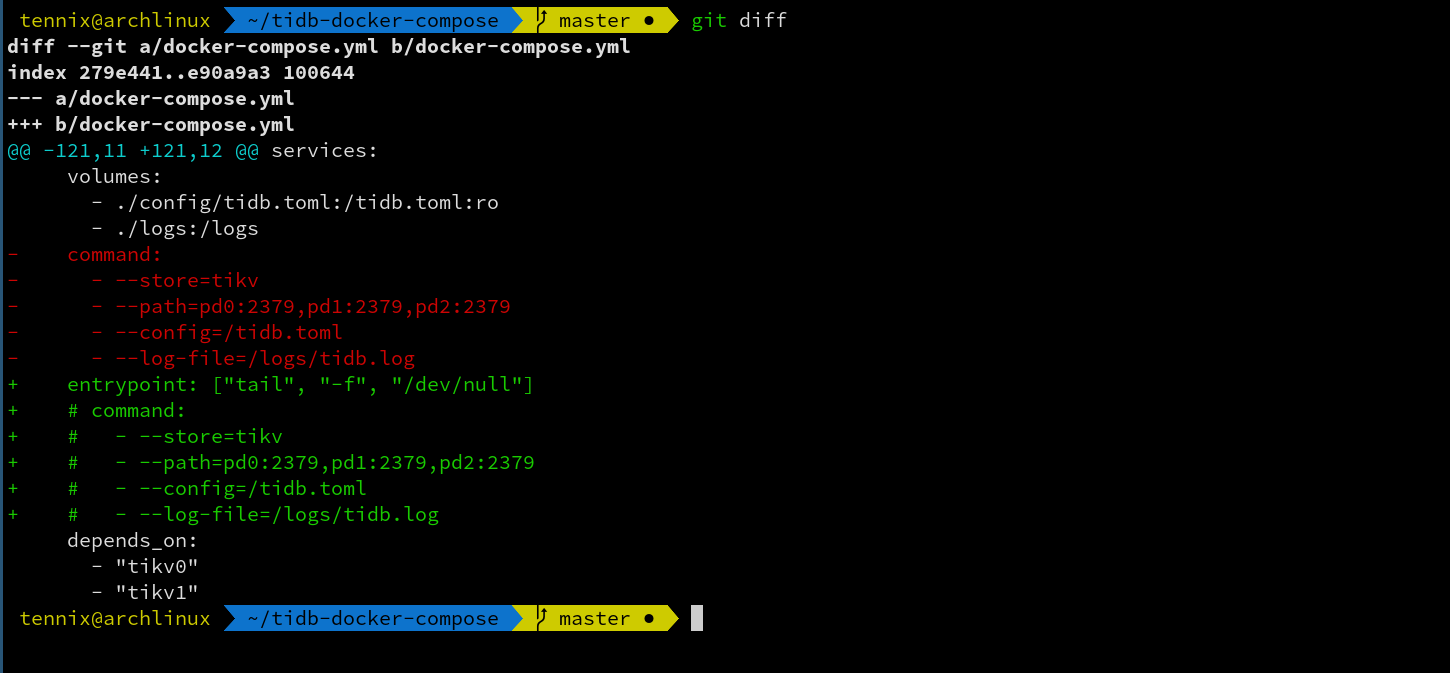 tennix@archlinux ~/tidb-docker-compose master ● git diff
diff --git a/docker-compose.yml b/docker-compose.yml
index 279e441..e90a9a3 100644
--- a/docker-compose.yml
+++ b/docker-compose.yml
@@ -121,11 +121,12 @@ services:
     volumes:
       - ./config/tidb.toml:/tidb.toml:ro
       - ./logs:/logs
-    command:
-      - --store=tikv
-      - --path=pd0:2379,pd1:2379,pd2:2379
-      - --config=/tidb.toml
-      - --log-file=/logs/tidb.log
+    entrypoint: ["tail", "-f", "/dev/null"]
+    # command:
+    #   - --store=tikv
+    #   - --path=pd0:2379,pd1:2379,pd2:2379
+    #   - --config=/tidb.toml
+    #   - --log-file=/logs/tidb.log
     depends_on:
       - "tikv0"
       - "tikv1"
tennix@archlinux ~/tidb-docker-compose master ●